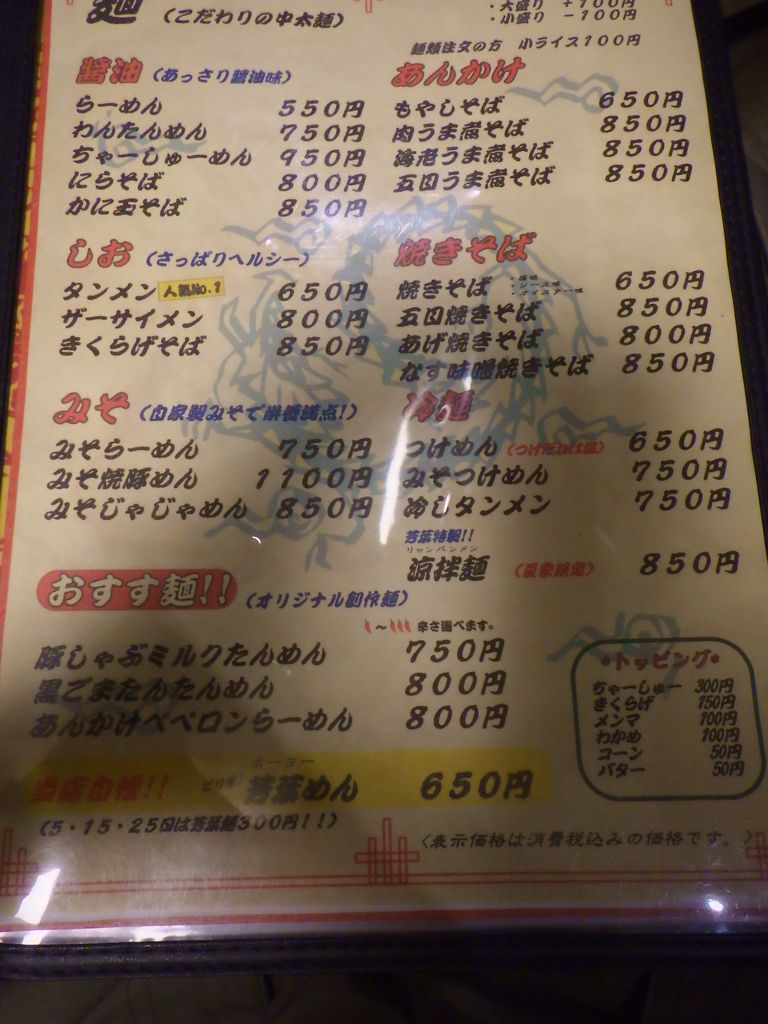 麺 (こだわりの中太麺)
・大盛り +100円
・小盛り -100円
麺類注文の方 小ライス100円
醤油 (あっさり醤油味)
らーめん 550円
わんたんめん 750円
ちゃーしゅーめん 950円
にらそば 800円
かに玉そば 850円
あんかけ
もやしそば 650円
肉うま煮そば 850円
海老うま煮そば 850円
五目うま煮そば 850円
しお (さっぱりヘルシー)
タンメン 人気No.1 650円
ザーサイメン 800円
きくらげそば 850円
焼きそば
焼きそば 650円
五目焼きそば 850円
あげ焼きそば 800円
なす味噌焼きそば 850円
みそ (自家製みそで栄養満点!)
みそらーめん 750円
みそ焼豚めん 1100円
みそじゃじゃめん 850円
冷麺
つけめん 650円
みそつけめん 750円
冷しタンメン 750円
芳葉特製!!
リャンバンメン
涼拌麺 (夏季限定) 850円
おすす麺!! (オリジナル創作麺)
〜 辛さ選べます。
豚しゃぶミルクたんめん 750円
黒ごまたんたんめん 800円
あんかけペペロンらーめん 800円
当店自慢!! ピリ辛! 芳葉めん 650円
ホーヨー
(5・15・25日は芳葉麺300円!!)
*トッピング*
ちゃーしゅー 300円
きくらげ 150円
メンマ 100円
わかめ 100円
コーン 50円
バター 50円
〈表示価格は消費税込みの価格です。〉